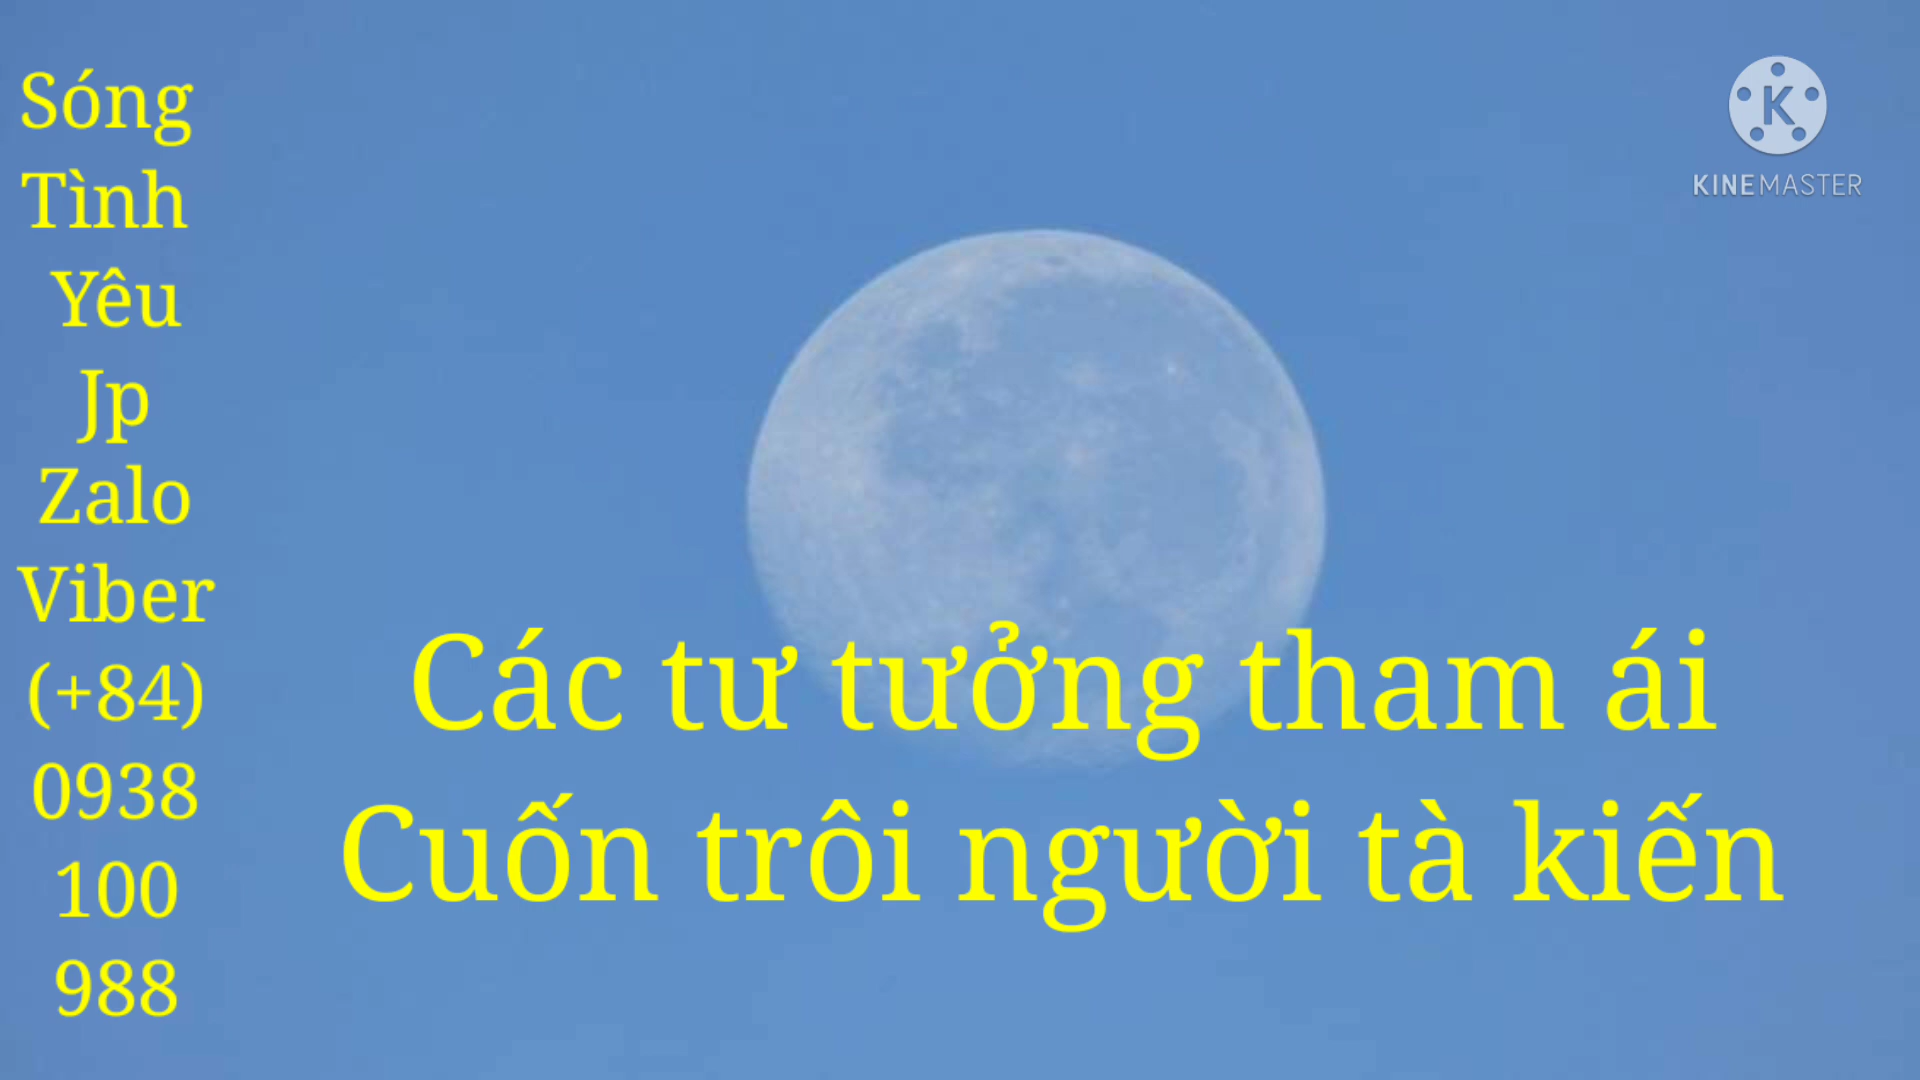 Sóng
Tình
Yêu
Jp
Zalo
Viber
(+84)
0938
100
988
KINEMASTER
Các tư tưởng tham ái
Cuốn trôi người tà kiến